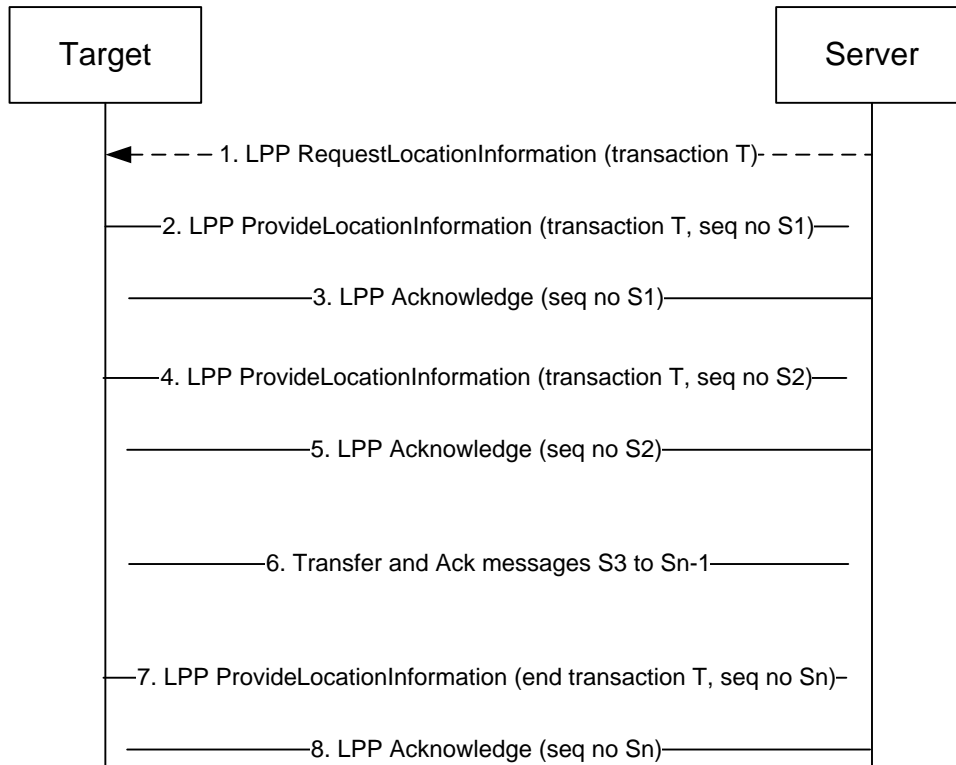 Target
Server
1. LPP RequestLocationInformation (transaction T)
2. LPP ProvideLocationInformation (transaction T, seq no S1)
3. LPP Acknowledge (seq no S1)
4. LPP ProvideLocationInformation (transaction T, seq no S2)
5. LPP Acknowledge (seq no S2)
6. Transfer and Ack messages S3 to Sn-1
7. LPP ProvideLocationInformation (end transaction T, seq no Sn)
8. LPP Acknowledge (seq no Sn)